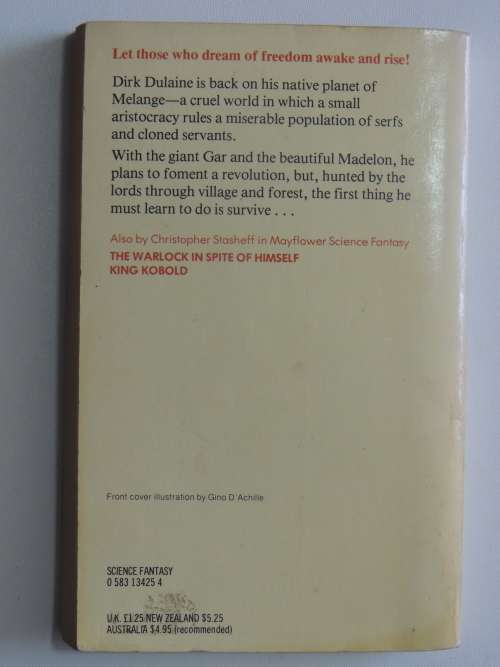 Let those who dream of freedom awake and rise!
Dirk Dulaine is back on his native planet of
Melange—a cruel world in which a small
aristocracy rules a miserable population of serfs
and cloned servants.
With the giant Gar and the beautiful Madelon, he
plans to foment a revolution, but, hunted by the
lords through village and forest, the first thing he
must learn to do is survive . . .
Also by Christopher Stasheff in Mayflower Science Fantasy
THE WARLOCK IN SPITE OF HIMSELF
KING KOBOLD
Front cover illustration by Gino D'Achille
SCIENCE FANTASY
0 583 13425 4
U.K. £1.25 NEW ZEALAND $5.25
AUSTRALIA $4.95 (recommended)